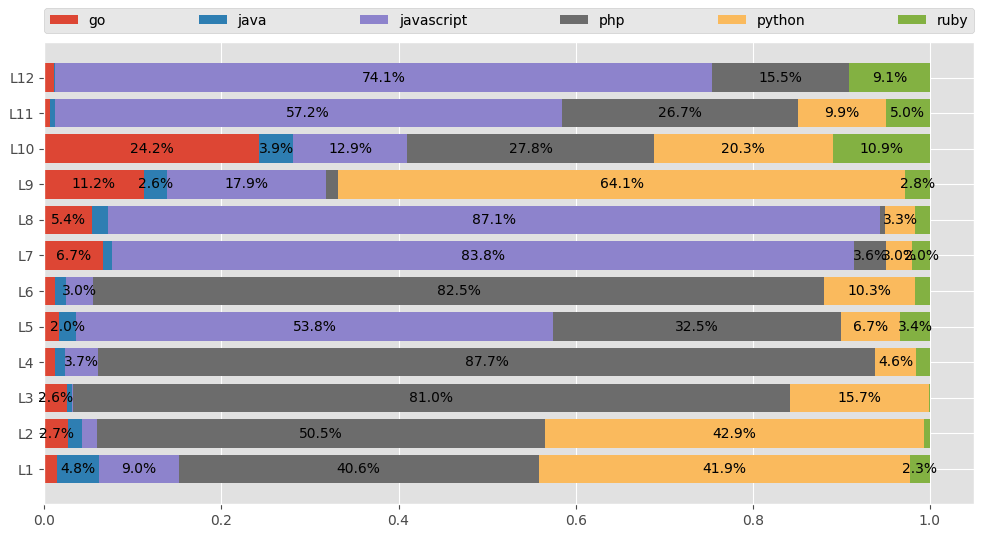 go java javascript php python ruby
L12 74.1% 15.5% 9.1%
L11 57.2% 26.7% 9.9% 5.0%
L10 24.2% 3.9% 12.9% 27.8% 20.3% 10.9%
L9 11.2% 2.6% 17.9% 64.1% 2.8%
L8 5.4% 87.1% 3.3%
L7 6.7% 83.8% 3.6% 3.0% 2.0%
L6 3.0% 82.5% 10.3%
L5 2.0% 53.8% 32.5% 6.7% 3.4%
L4 3.7% 87.7% 4.6%
L3 2.6% 81.0% 15.7%
L2 2.7% 50.5% 42.9%
L1 4.8% 9.0% 40.6% 41.9% 2.3%
0.0 0.2 0.4 0.6 0.8 1.0